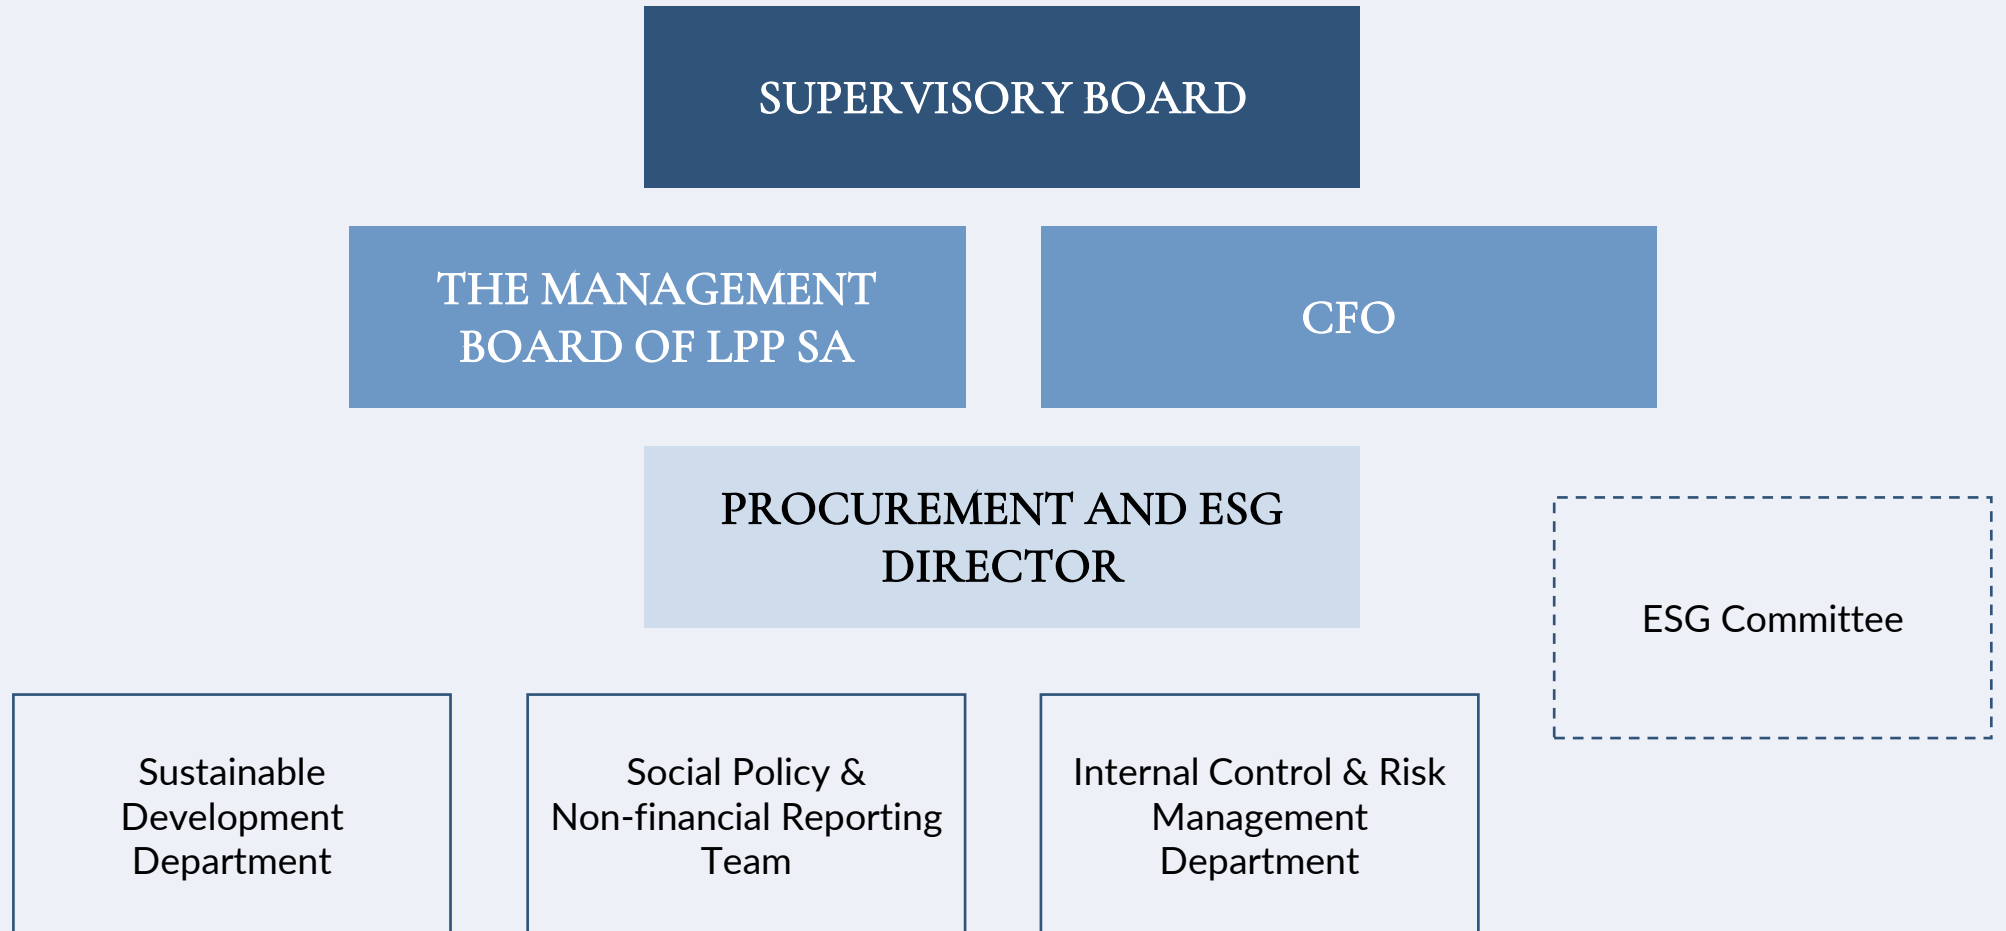 SUPERVISORY BOARD
THE MANAGEMENT
BOARD OF LPP SA
CFO
PROCUREMENT AND ESG
DIRECTOR
ESG Committee
Sustainable
Development
Department
Social Policy &
Non-financial Reporting
Team
Internal Control & Risk
Management
Department